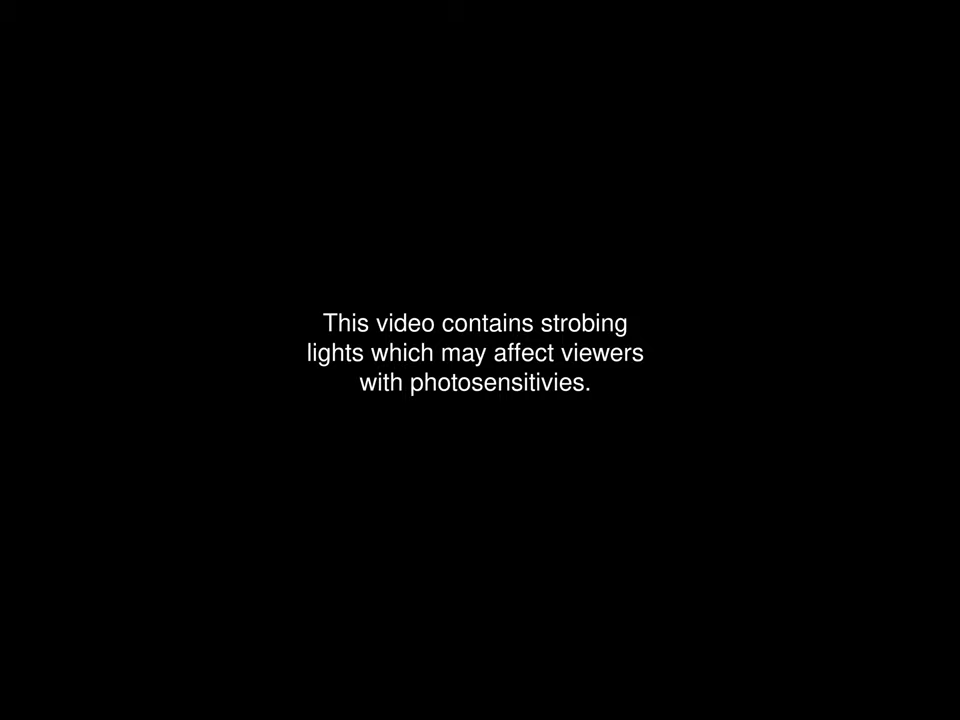 This video contains strobing
lights which may affect viewers
with photosensitivies.